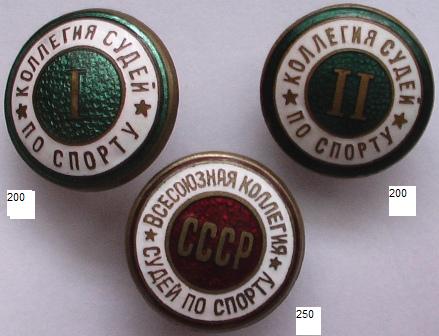 КОЛЛЕГИЯ СУДЕЙ
★ ПО СПОРТУ ★
I
КОЛЛЕГИЯ СУДЕЙ
★ ПО СПОРТУ ★
II
200
200
ВСЕСОЮЗНАЯ КОЛЛЕГИЯ
★ СУДЕЙ ПО СПОРТУ ★
СССР
250